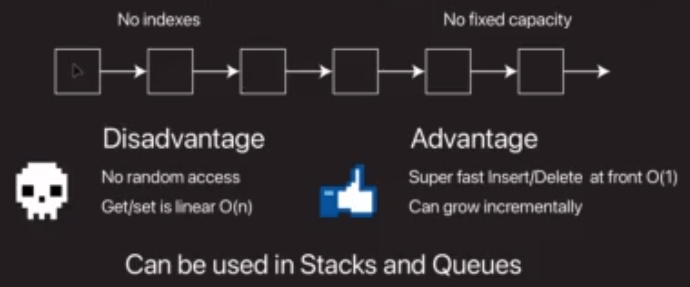 No indexes
No fixed capacity
Disadvantage
No random access
Get/set is linear O(n)
Advantage
Super fast Insert/Delete at front O(1)
Can grow incrementally
Can be used in Stacks and Queues